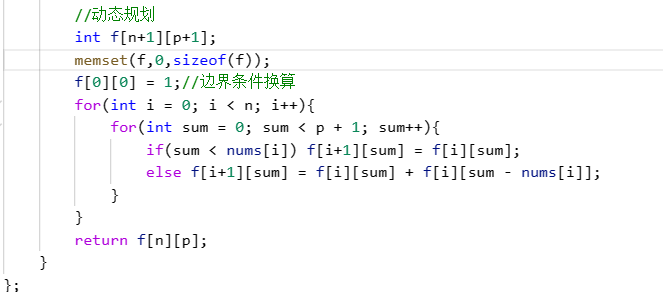 //动态规划
int f[n+1][p+1];
memset(f,0,sizeof(f));
f[0][0] = 1;//边界条件换算
for(int i = 0; i < n; i++){
for(int sum = 0; sum < p + 1; sum++){
if(sum < nums[i]) f[i+1][sum] = f[i][sum];
else f[i+1][sum] = f[i][sum] + f[i][sum - nums[i]];
}
}
return f[n][p];
}
};